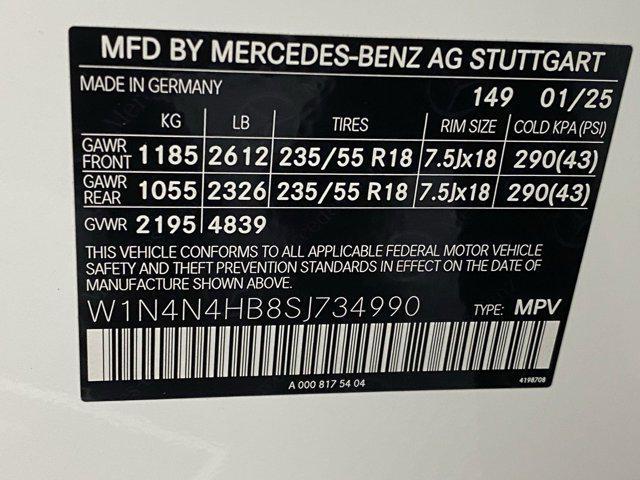 MFD BY MERCEDES-BENZ AG STUTTGART
MADE IN GERMANY 149 01/25
KG LB TIRES RIM SIZE COLD KPA(PSI)
GAWR FRONT 1185 2612 235/55 R18 7.5Jx18 290(43)
GAWR REAR 1055 2326 235/55 R18 7.5Jx18 290(43)
GVWR 2195 4839
THIS VEHICLE CONFORMS TO ALL APPLICABLE FEDERAL MOTOR VEHICLE
SAFETY AND THEFT PREVENTION STANDARDS IN EFFECT ON THE DATE OF
MANUFACTURE SHOWN ABOVE.
W1N4N4HB8SJ734990 TYPE: MPV
A 000 817 54 04 4198708